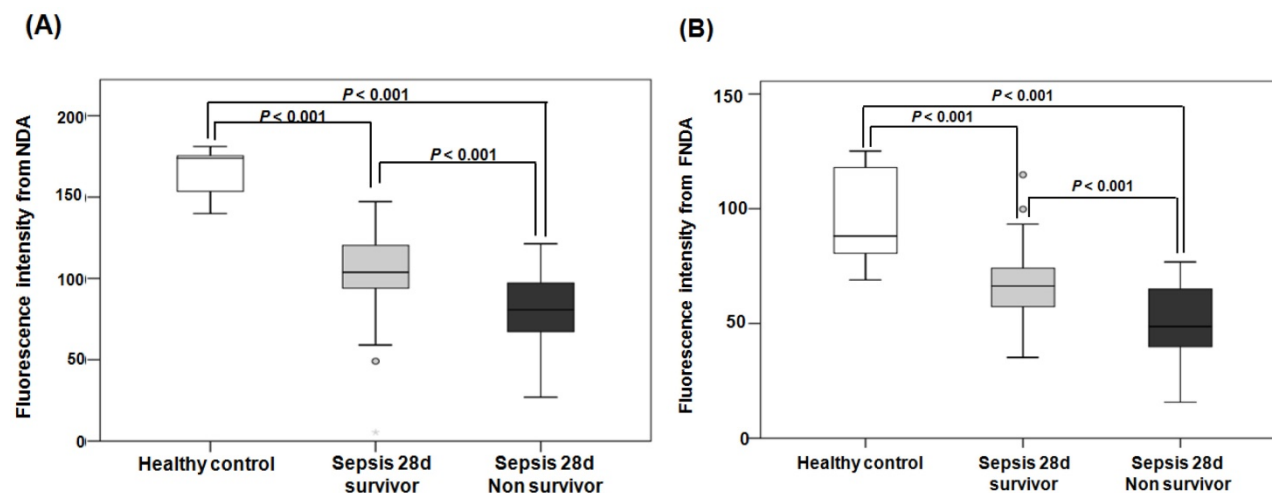 (A)
Fluorescence intensity from NDA
200
150
100
50
0
P < 0.001
P < 0.001
P < 0.001
Healthy control
Sepsis 28d
survivor
Sepsis 28d
Non survivor
(B)
Fluorescence intensity from FNDA
150
100
50
0
P < 0.001
P < 0.001
P < 0.001
Healthy control
Sepsis 28d
survivor
Sepsis 28d
Non survivor